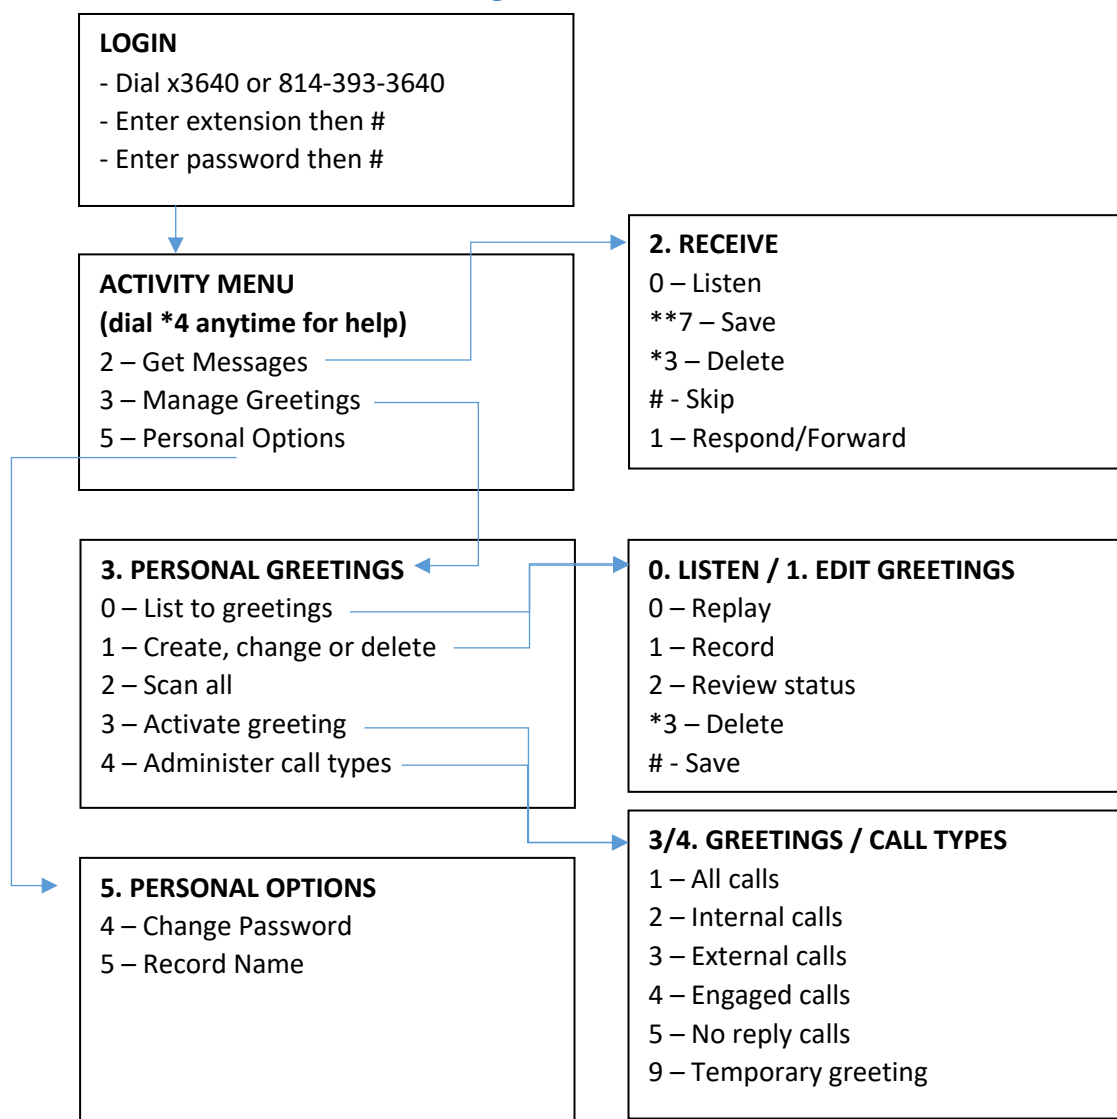 LOGIN
- Dial x3640 or 814-393-3640
- Enter extension then #
- Enter password then #
ACTIVITY MENU
(dial *4 anytime for help)
2 – Get Messages
3 – Manage Greetings
5 – Personal Options
2. RECEIVE
0 – Listen
**7 – Save
*3 – Delete
# - Skip
1 – Respond/Forward
3. PERSONAL GREETINGS
0 – List to greetings
1 – Create, change or delete
2 – Scan all
3 – Activate greeting
4 – Administer call types
0. LISTEN / 1. EDIT GREETINGS
0 – Replay
1 – Record
2 – Review status
*3 – Delete
# - Save
3/4. GREETINGS / CALL TYPES
1 – All calls
2 – Internal calls
3 – External calls
4 – Engaged calls
5 – No reply calls
9 – Temporary greeting
5. PERSONAL OPTIONS
4 – Change Password
5 – Record Name